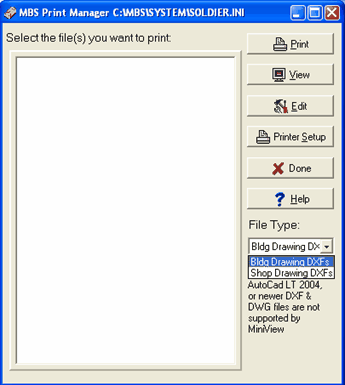 MBS Print Manager C:\MBS\SYSTEM\SOLDIER.INI
Select the file(s) you want to print:
Print
View
Edit
Printer Setup
Done
Help
File Type:
Bldg Drawing DX
Bldg Drawing DXFs
Shop Drawing DXFs
AutoCad LT 2004,
or newer DXF &
DWG files are not
supported by
MiniView